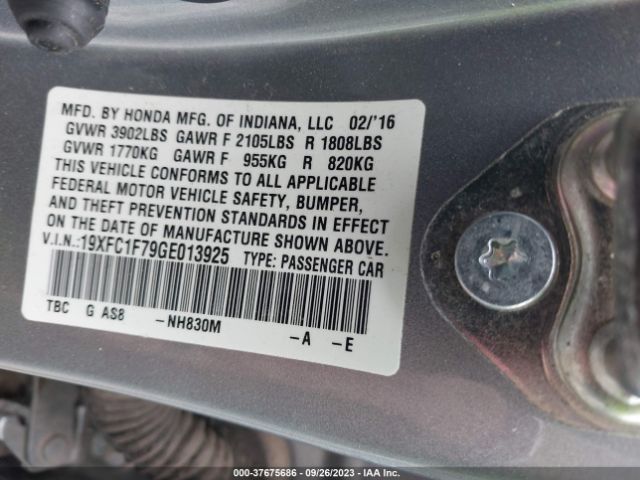 MFD. BY HONDA MFG. OF INDIANA, LLC 02/'16
GVWR 3902LBS GAWR F 2105LBS R 1808LBS
GVWR 1770KG GAWR F 955KG R 820KG
THIS VEHICLE CONFORMS TO ALL APPLICABLE
FEDERAL MOTOR VEHICLE SAFETY, BUMPER,
AND THEFT PREVENTION STANDARDS IN EFFECT
ON THE DATE OF MANUFACTURE SHOWN ABOVE.
V.I.N.:19XFC1F79GE013925 TYPE: PASSENGER CAR
TBC G AS8 -NH830M -A -E
000-37675686 - 09/26/2023 - IAA Inc.